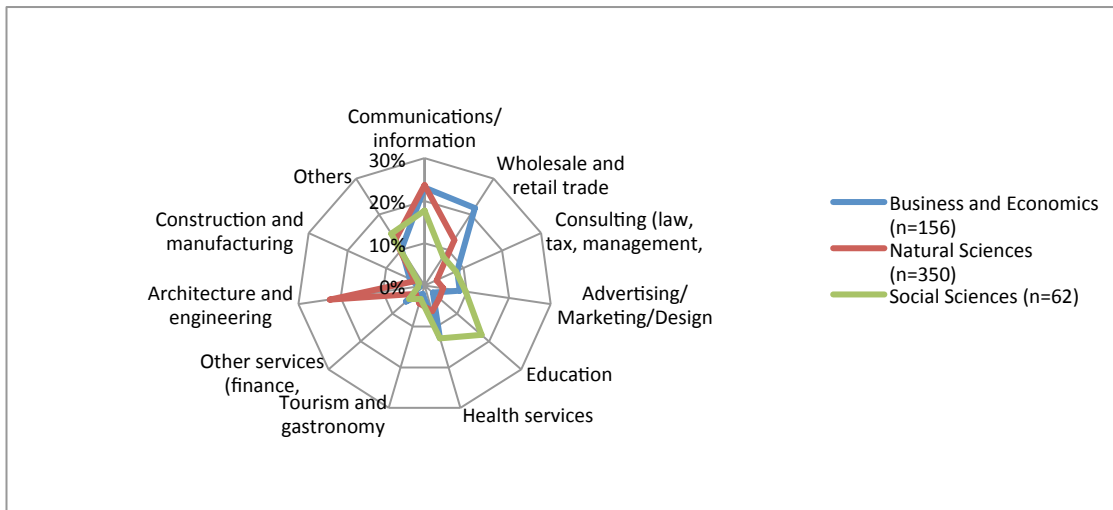 Communications/
information
30%
Wholesale and
retail trade
Others
20%
Consulting (law,
tax, management,
Construction and
manufacturing
10%
0%
Architecture and
engineering
Advertising/
Marketing/Design
Other services
(finance,
Education
Tourism and
gastronomy
Health services
Business and Economics
(n=156)
Natural Sciences
(n=350)
Social Sciences (n=62)